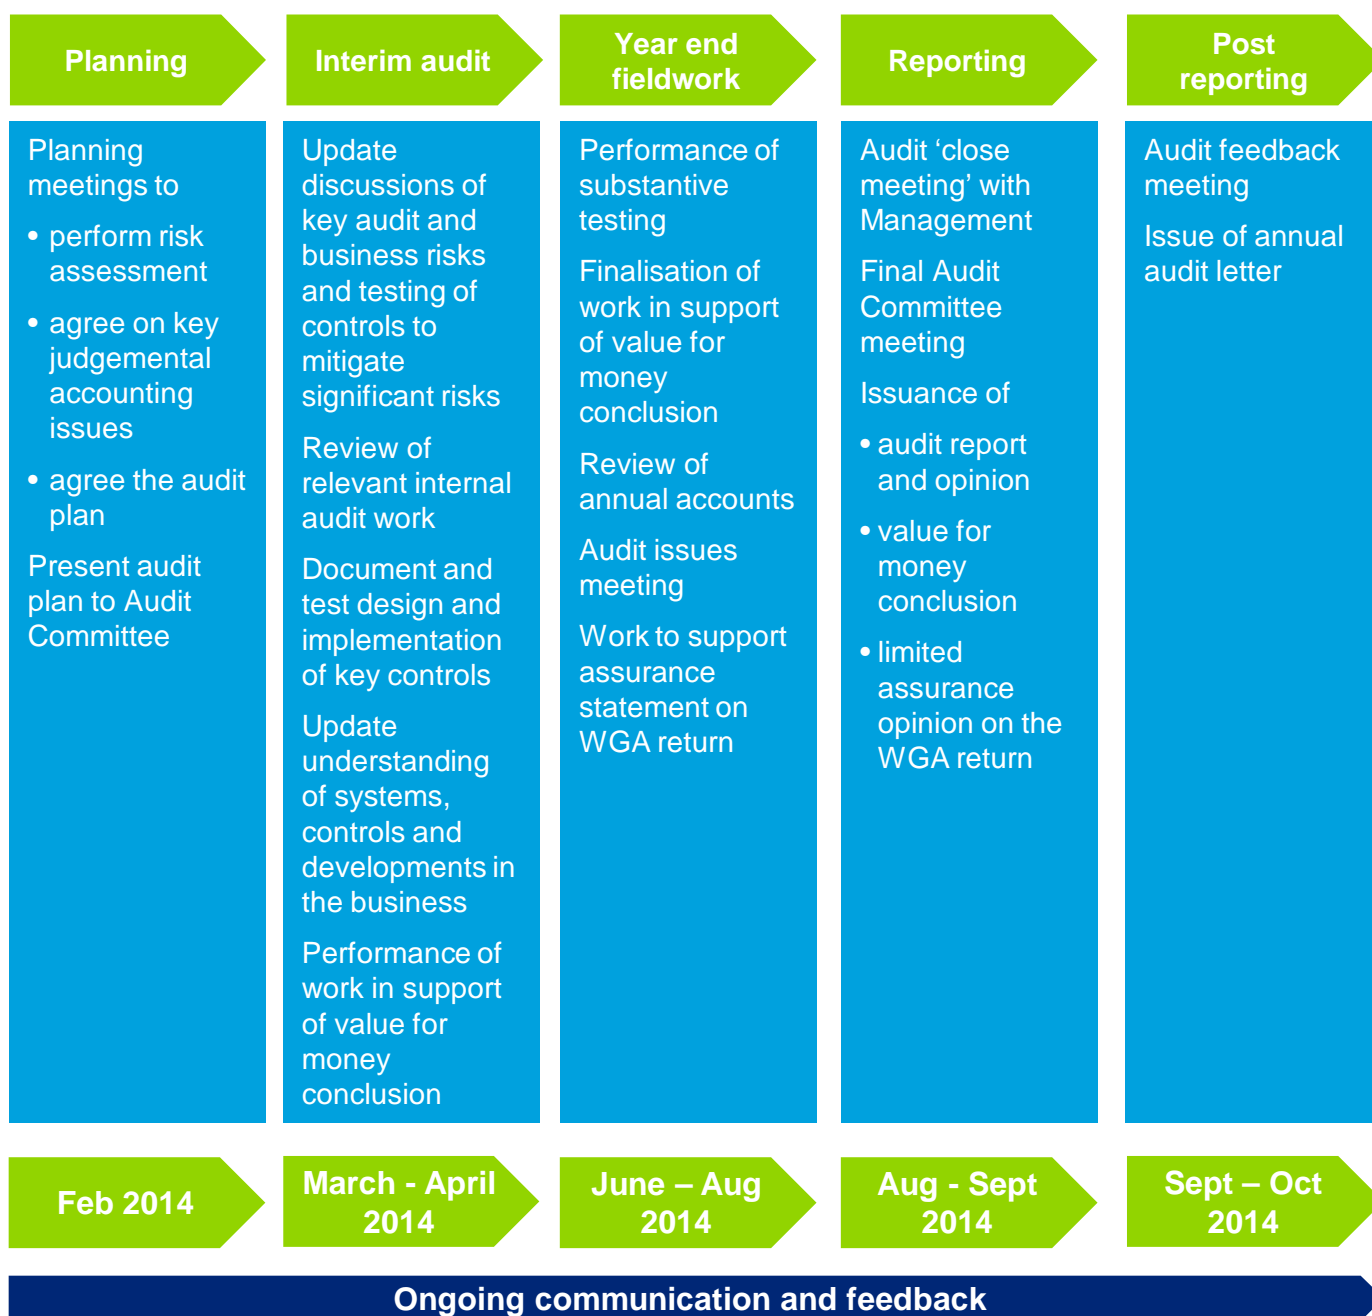 Planning
Interim audit
Year end
fieldwork
Reporting
Post
reporting
Planning
meetings to
• perform risk
assessment
• agree on key
judgemental
accounting
issues
• agree the audit
plan
Present audit
plan to Audit
Committee
Update
discussions of
key audit and
business risks
and testing of
controls to
mitigate
significant risks
Review of
relevant internal
audit work
Document and
test design and
implementation
of key controls
Update
understanding
of systems,
controls and
developments in
the business
Performance of
work in support
of value for
money
conclusion
Performance of
substantive
testing
Finalisation of
work in support
of value for
money
conclusion
Review of
annual accounts
Audit issues
meeting
Work to support
assurance
statement on
WGA return
Audit ‘close
meeting’ with
Management
Final Audit
Committee
meeting
Issuance of
• audit report
and opinion
• value for
money
conclusion
• limited
assurance
opinion on the
WGA return
Audit feedback
meeting
Issue of annual
audit letter
Feb 2014
March - April
2014
June – Aug
2014
Aug - Sept
2014
Sept – Oct
2014
Ongoing communication and feedback